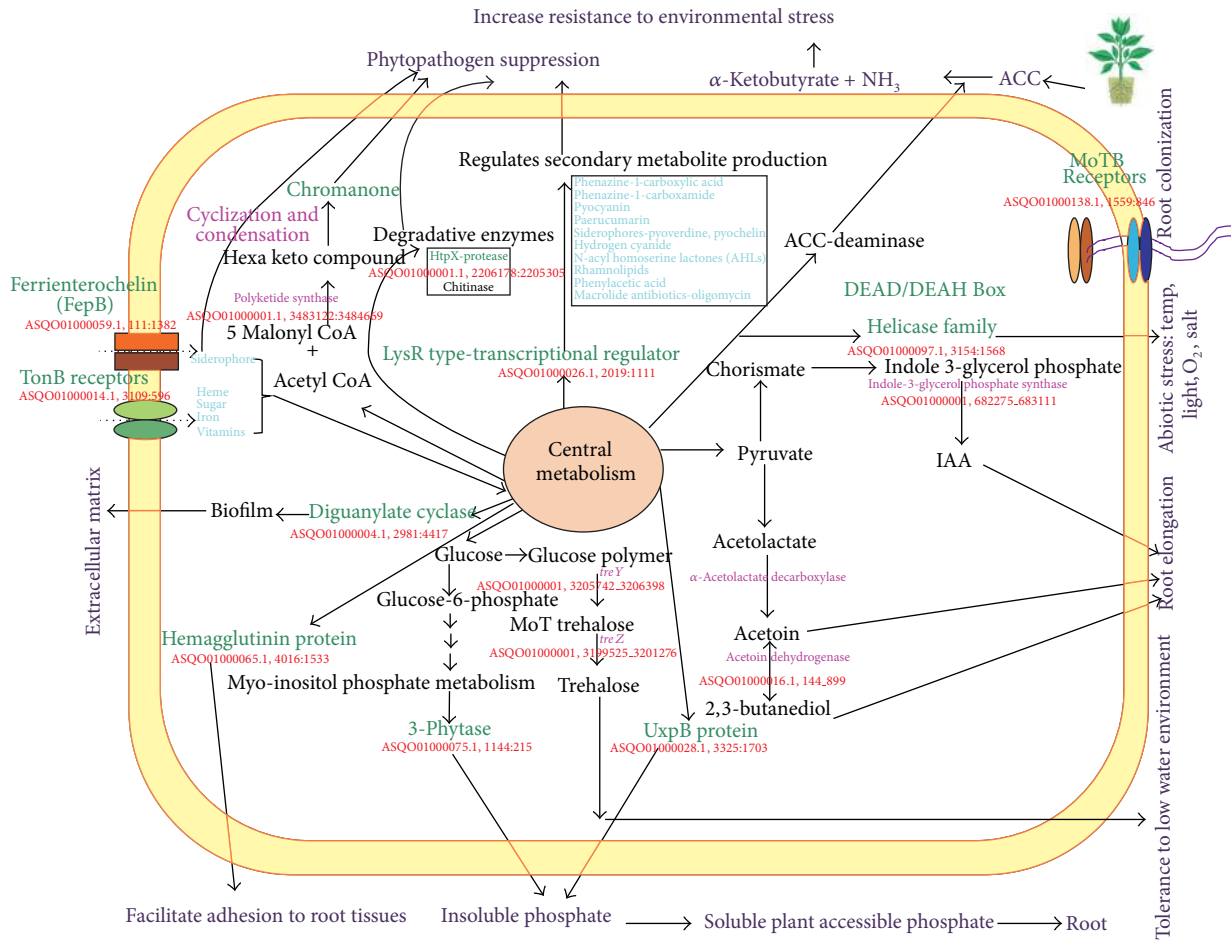 Increase resistance to environmental stress
Phytopathogen suppression
α-Ketobutyrate + NH3
ACC
Root colonization
MoTB
Receptors
ASQO01000138.1, 1559:846
Regulates secondary metabolite production
Phenazine-1-carboxylic acid
Phenazine-1-carboxamide
Pyocyanin
Paerucumarin
Siderophores-pyoverdine, pyochelin
Hydrogen cyanide
N-acyl homoserine lactones (AHLs)
Rhamnolipids
Phenylacetic acid
Macrolide antibiotics-oligomycin
Chromanone
Cyclization and
condensation
Hexa keto compound
Polyketide synthase
ASQO01000001.1, 3483122:3484669
5 Malonyl CoA
+
Acetyl CoA
Degradative enzymes
HtpX-protease
ASQO01000001.1, 2206178:2205305
Chitinase
ACC-deaminase
Ferrienterochelin
(FepB)
ASQO01000059.1, 111:1382
Siderophore
TonB receptors
ASQO01000014.1, 3109:596
Heme
Sugar
Iron
Vitamins
LysR type-transcriptional regulator
ASQO01000026.1, 2019:1111
DEAD/DEAH Box
Helicase family
ASQO01000097.1, 3154:1568
Abiotic stress: temp,
light, O2, salt
Chorismate
Indole 3-glycerol phosphate
Indole-3-glycerol phosphate synthase
ASQO01000001, 682275_683111
IAA
Central
metabolism
Pyruvate
Acetolactate
α-Acetolactate decarboxylase
Acetoin
Acetoin dehydrogenase
ASQO01000016.1, 144_899
2,3-butanediol
Root elongation
Extracellular matrix
Biofilm
Diguanylate cyclase
ASQO01000004.1, 2981:4417
Glucose
Glucose polymer
treY
ASQO01000001, 3205742_3206398
Glucose-6-phosphate
MoT trehalose
treZ
ASQO01000001, 3199525_3201276
Trehalose
Hemagglutinin protein
ASQO01000065.1, 4016:1533
Myo-inositol phosphate metabolism
3-Phytase
ASQO01000075.1, 1144:215
UxpB protein
ASQO01000028.1, 3325:1703
Tolerance to low water environment
Facilitate adhesion to root tissues
Insoluble phosphate
Soluble plant accessible phosphate
Root